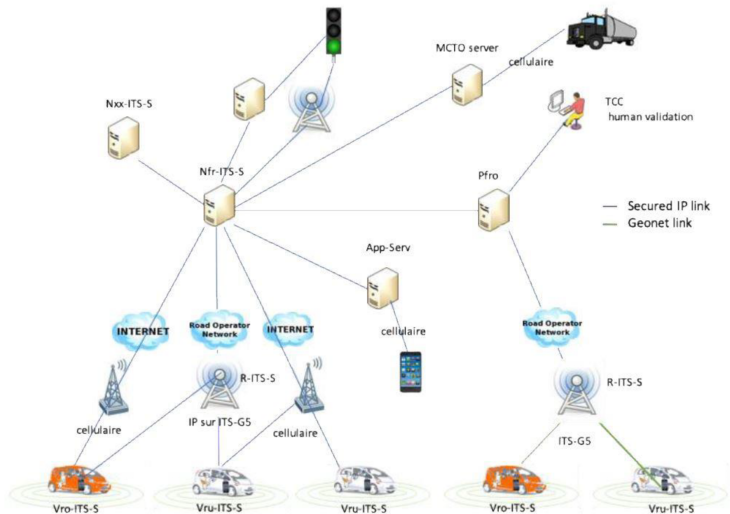 MCTO server
cellulaire
Nxx-ITS-S
TCC
human validation
Nfr-ITS-S
Pfro
Secured IP link
Geonet link
App-Serv
INTERNET
Road Operator
Network
INTERNET
cellulaire
Road Operator
Network
R-ITS-S
R-ITS-S
cellulaire
IP sur ITS-G5
cellulaire
ITS-G5
Vro-ITS-S
Vru-ITS-S
Vru-ITS-S
Vro-ITS-S
Vru-ITS-S